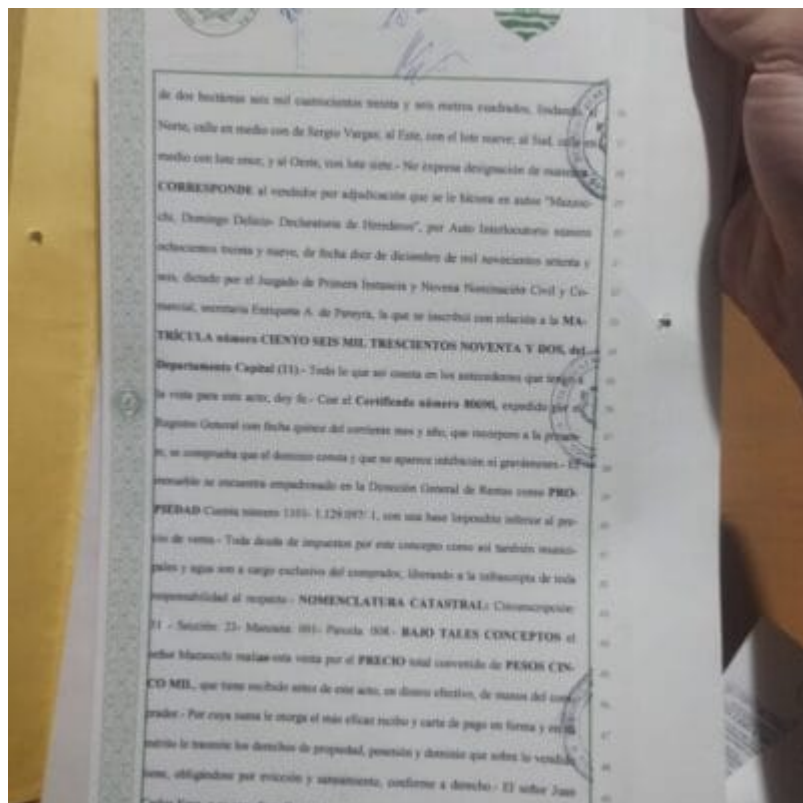 de dos hectáreas seis mil cuatrocientos treinta y seis metros cuadrados, lindando, al
Norte, calle en medio con de Sergio Vargas; al Este, con el lote nueve; al Sud, calle en
medio con lote once, y al Oeste, con lote siete.- No expresa designación de manzana.
CORRESPONDE al vendedor por adjudicación que se le hiciera en autos "Mazzoc-
chi, Domingo Delicio- Declaratoria de Herederos", por Auto Interlocutorio número
ochocientos treinta y nueve, de fecha diez de diciembre de mil novecientos setenta y
seis, dictado por el Juzgado de Primera Instancia y Novena Nominación Civil y Co-
mercial, secretaría Enriqueta A. de Pereyra, la que se inscribió con relación a la MA-
TRÍCULA número CIENTO SEIS MIL TRESCIENTOS NOVENTA Y DOS, del
Departamento Capital (11).- Todo lo que así consta en los antecedentes que tengo a
la vista para este acto, doy fe.- Con el Certificado número 80690, expedido por el
Registro General con fecha quince del corriente mes y año, que incorporo a la presen-
te, se comprueba que el dominio consta y que no aparece inhibición ni gravámenes.- El
inmueble se encuentra empadronado en la Dirección General de Rentas como PRO-
PIEDAD Cuenta número 1101- 1.129.097/ 1, con una base imponible inferior al pre-
cio de venta.- Toda deuda de impuestos por este concepto como así también munici-
pales y agua son a cargo exclusivo del comprador, liberando a la infrascripta de toda
responsabilidad al respecto.- NOMENCLATURA CATASTRAL: Circunscripción:
- Sección: 23- Manzana: 001- Parcela: 008.- BAJO TALES CONCEPTOS el
señor Mazzocchi realiza esta venta por el PRECIO total convenido de PESOS CIN-
CO MIL, que tiene recibido antes de este acto, en dinero efectivo, de manos del com-
prador.- Por cuya suma le otorga el más eficaz recibo y carta de pago en forma y en su
mérito le trasmite los derechos de propiedad, posesión y dominio que sobre lo vendido
tiene, obligándose por evicción y saneamiento, conforme a derecho.- El señor Juan
Carlos